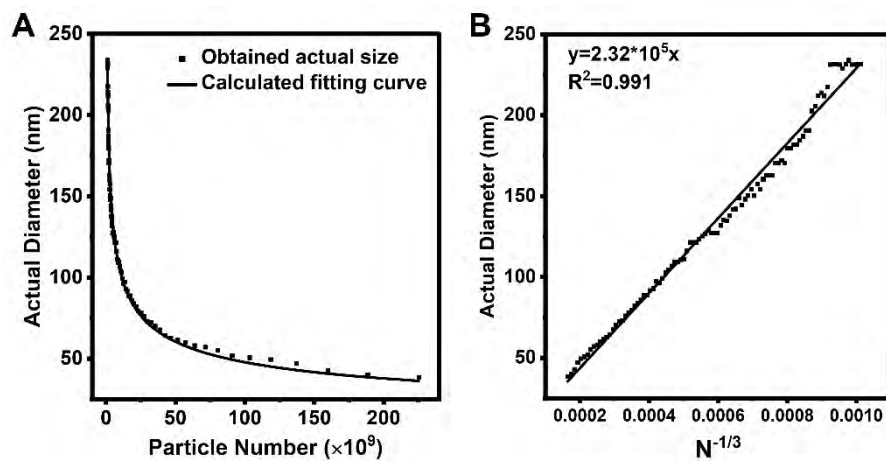 A
B
Obtained actual size
Calculated fitting curve
y=2.32*10⁵x
R²=0.991
250
200
150
100
50
Actual Diameter (nm)
0 50 100 150 200
Particle Number (×10⁹)
250
200
150
100
50
Actual Diameter (nm)
0.0002 0.0004 0.0006 0.0008 0.0010
N⁻¹/³